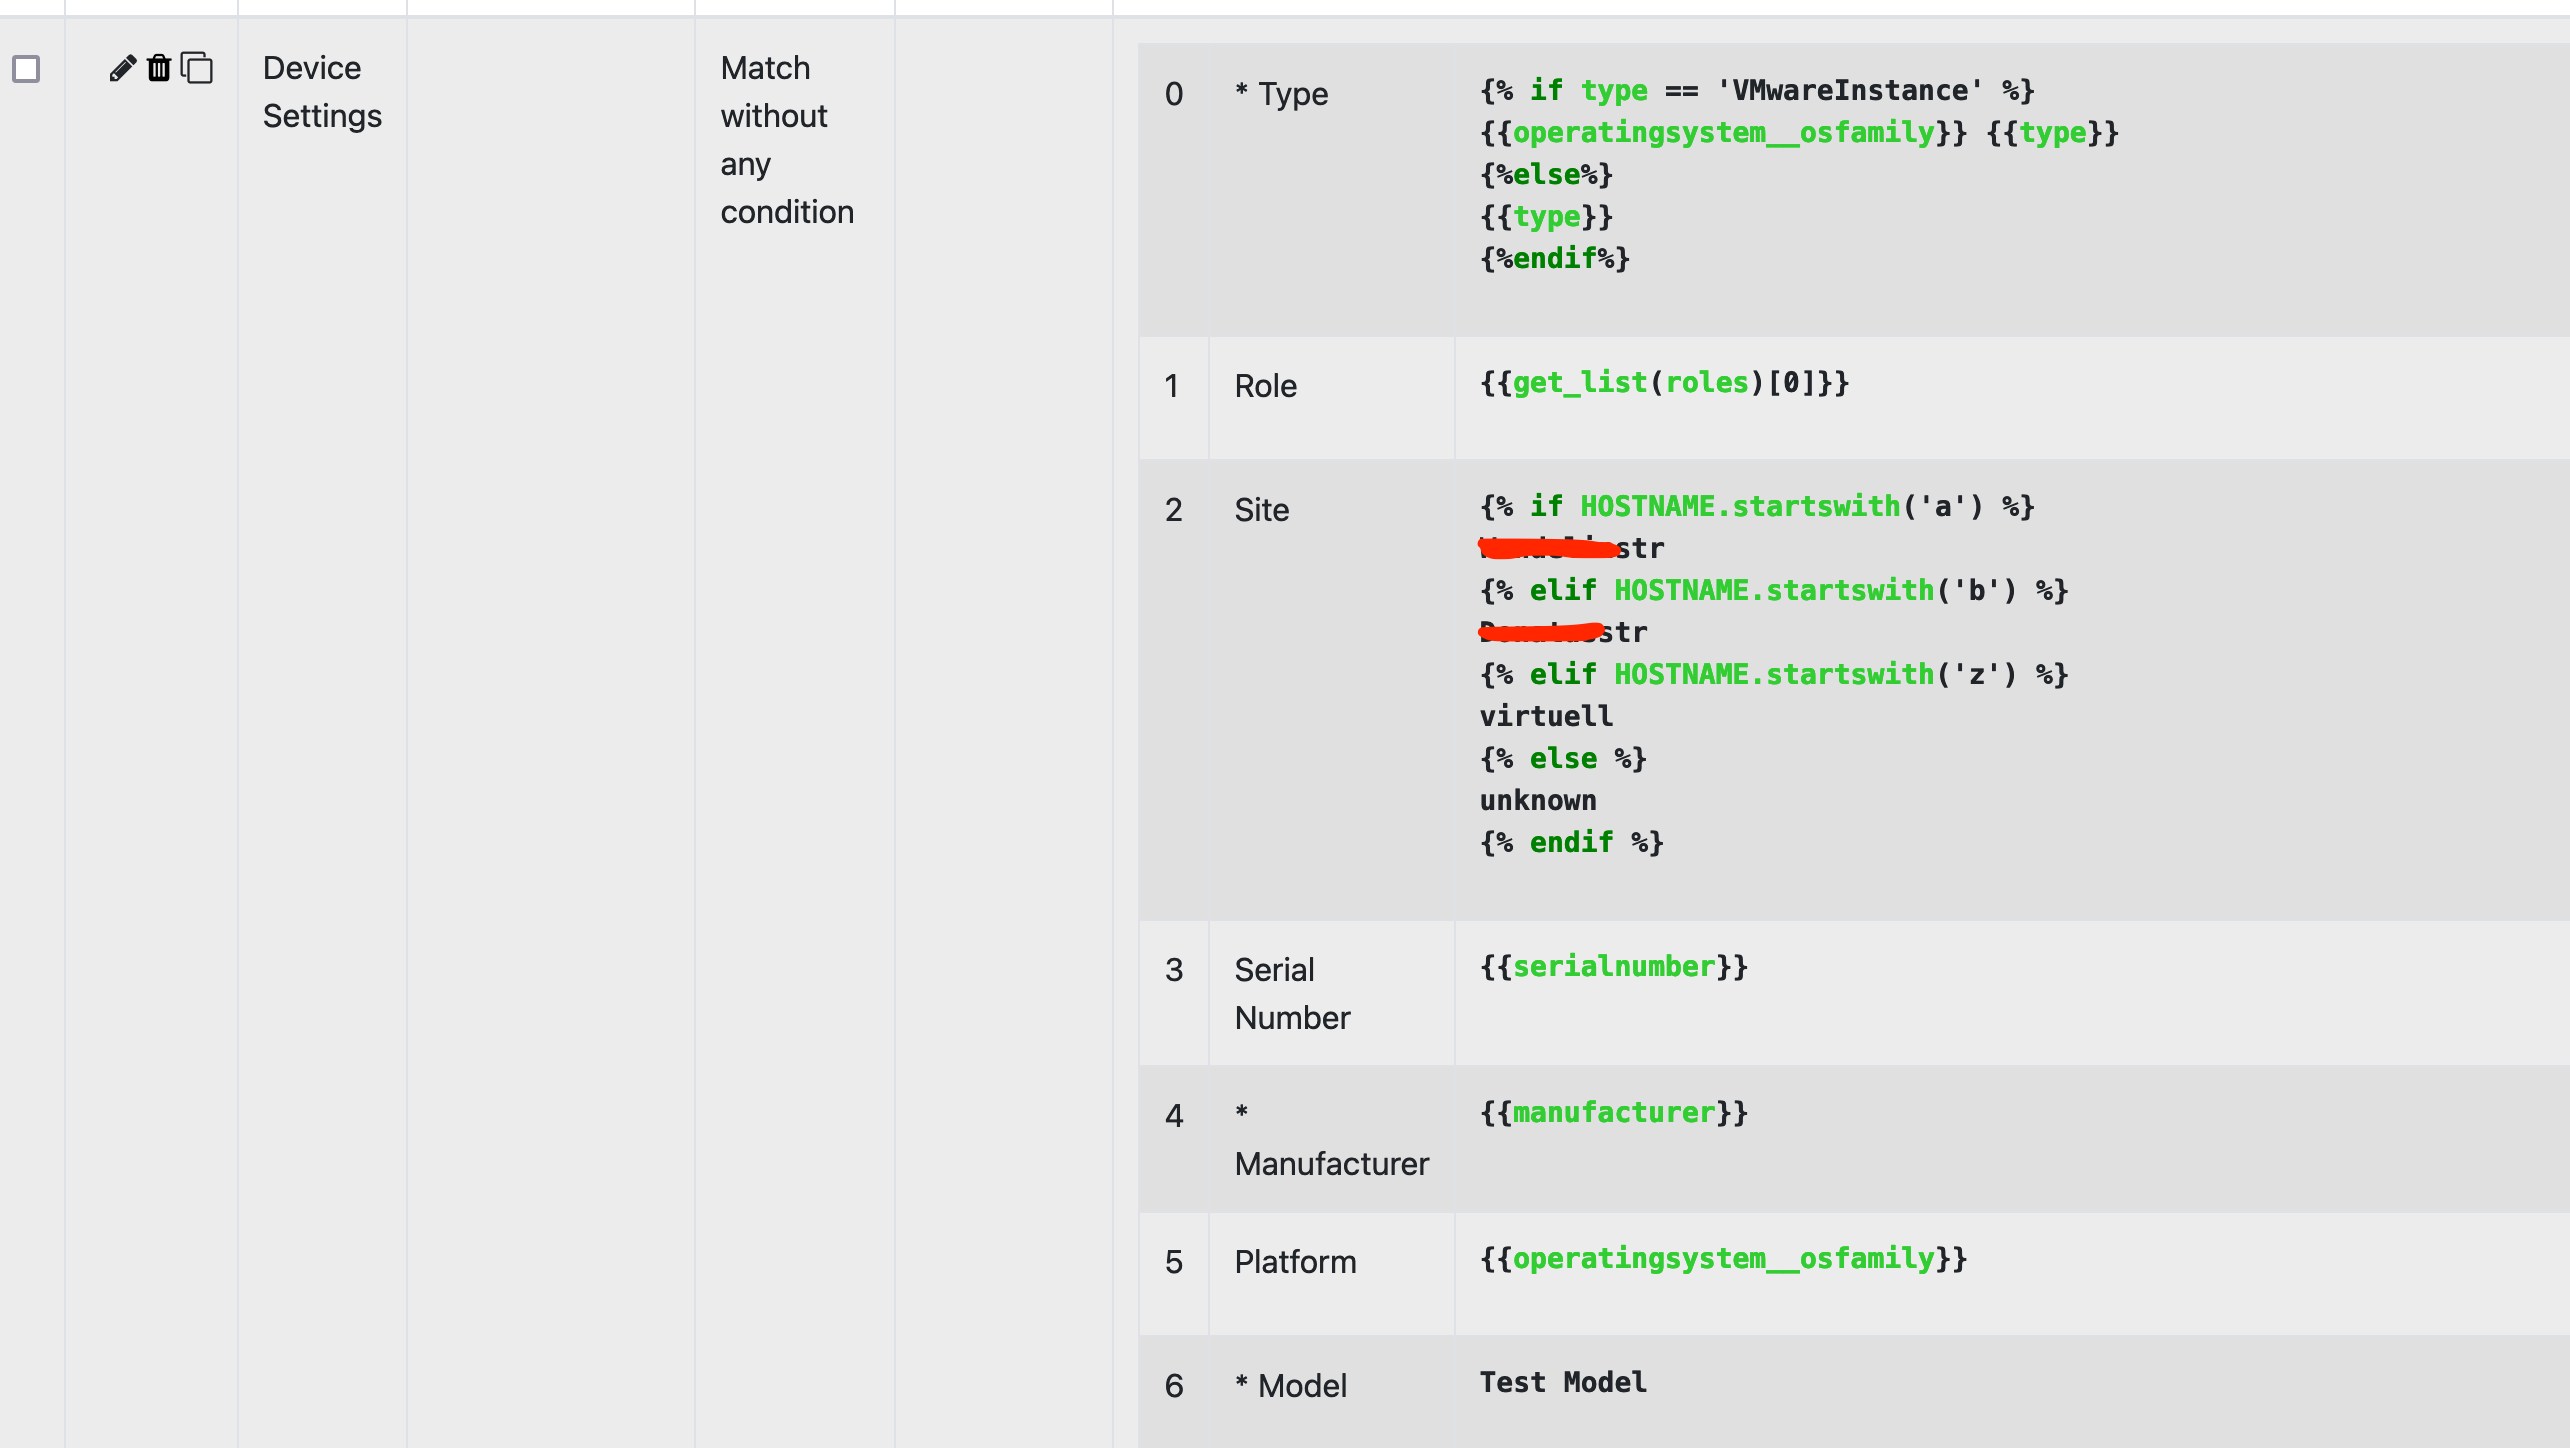 Device
Settings
Match
without
any
condition
0 * Type
{% if type == 'VMwareInstance' %}
{{operatingsystem__osfamily}} {{type}}
{%else%}
{{type}}
{%endif%}
1 Role
{{get_list(roles)[0]}}
2 Site
{% if HOSTNAME.startswith('a') %}
str
{% elif HOSTNAME.startswith('b') %}
str
{% elif HOSTNAME.startswith('z') %}
virtuell
{% else %}
unknown
{% endif %}
3 Serial
Number
{{serialnumber}}
4 *
Manufacturer
{{manufacturer}}
5 Platform
{{operatingsystem__osfamily}}
6 * Model
Test Model